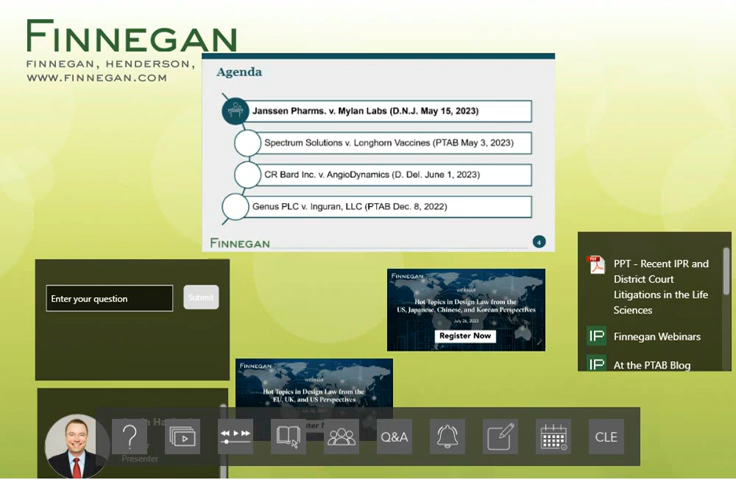 FINNEGAN
FINNEGAN, HENDERSON,
WWW.FINNEGAN.COM
Agenda
Janssen Pharms. v. Mylan Labs (D.N.J. May 15, 2023)
Spectrum Solutions v. Longhorn Vaccines (PTAB May 3, 2023)
CR Bard Inc. v. AngioDynamics (D. Del. June 1, 2023)
Genus PLC v. Inguran, LLC (PTAB Dec. 8, 2022)
FINNEGAN
4
Enter your question
Submit
FINNEGAN
WEBINAR
Hot Topics in Design Law from the
US, Japanese, Chinese, and Korean Perspectives
Register Now
PPT - Recent IPR and
District Court
Litigations in the Life
Sciences
IP
Finnegan Webinars
IP
At the PTAB Blog
FINNEGAN
WEBINAR
Hot Topics in Design Law from the
EU, UK, and US Perspectives
Presenter
?
Q&A
CLE